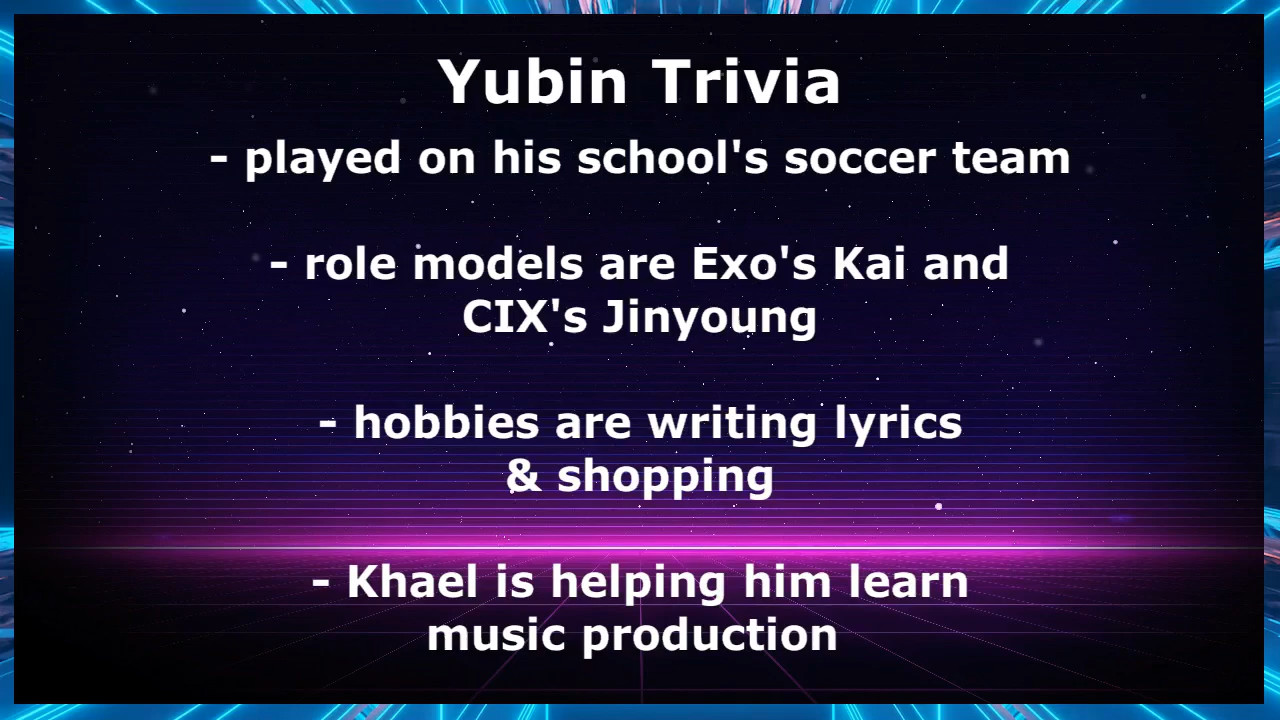 Yubin Trivia
- played on his school's soccer team
- role models are Exo's Kai and
CIX's Jinyoung
- hobbies are writing lyrics
& shopping
- Khael is helping him learn
music production